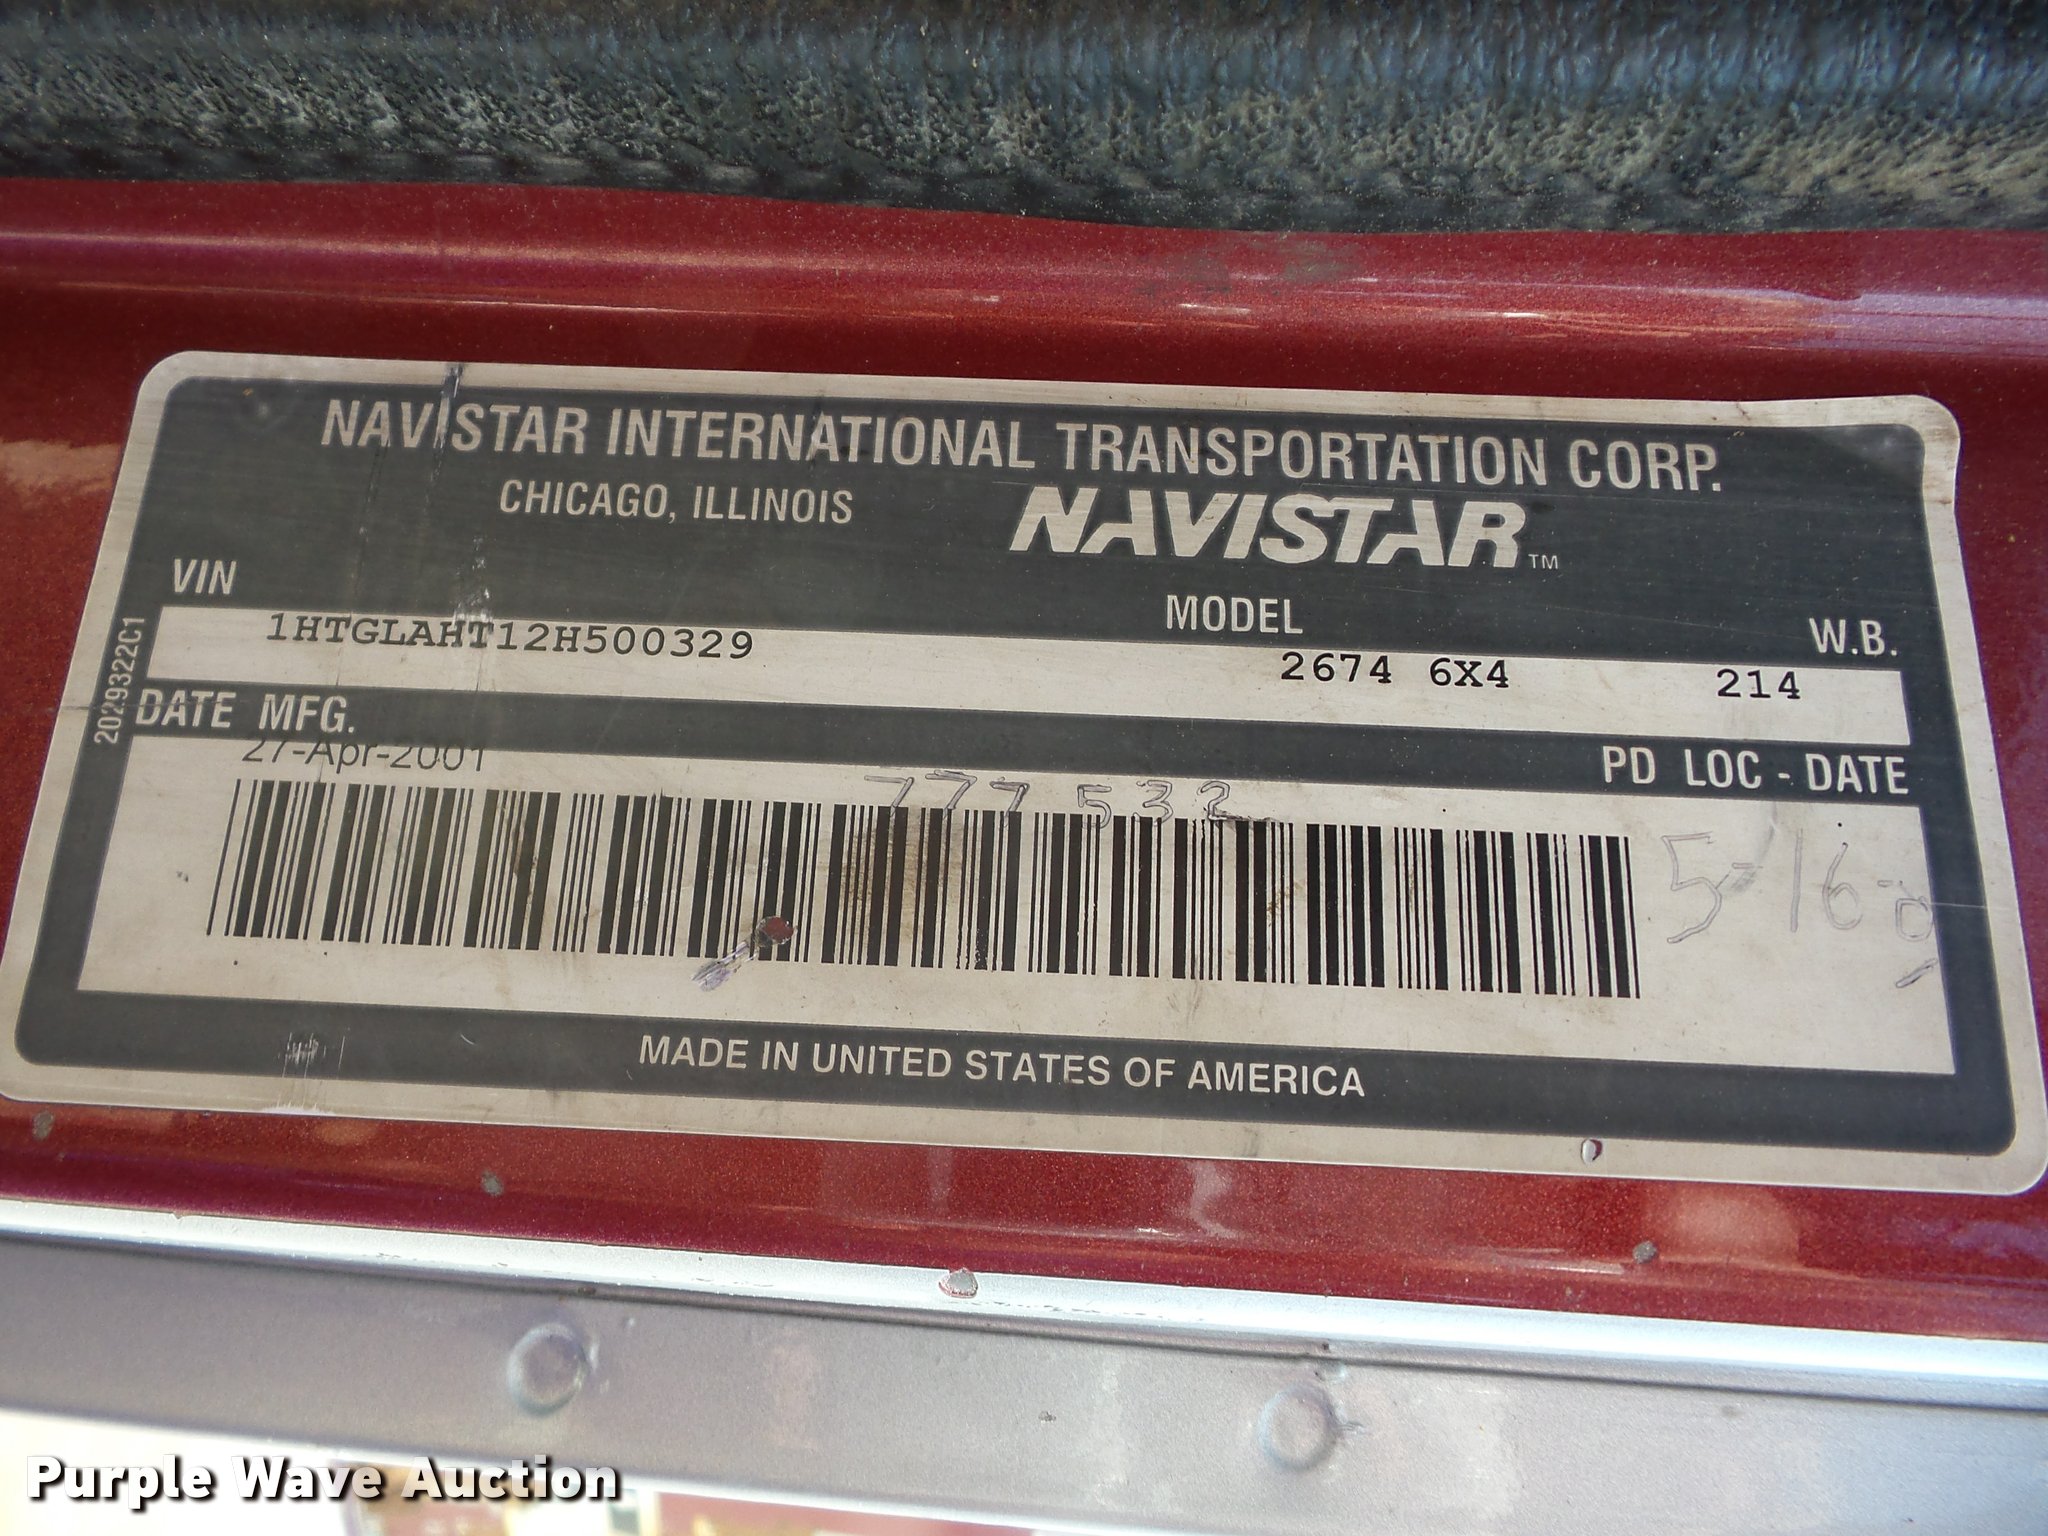 NAVISTAR INTERNATIONAL TRANSPORTATION CORP.
CHICAGO, ILLINOIS
NAVISTAR TM
VIN MODEL W.B.
1HTGLAHT12H500329 2674 6X4 214
2029322C1
DATE MFG. PD LOC - DATE
27-Apr-2001
777 532
5-16-0
MADE IN UNITED STATES OF AMERICA
Purple Wave Auction